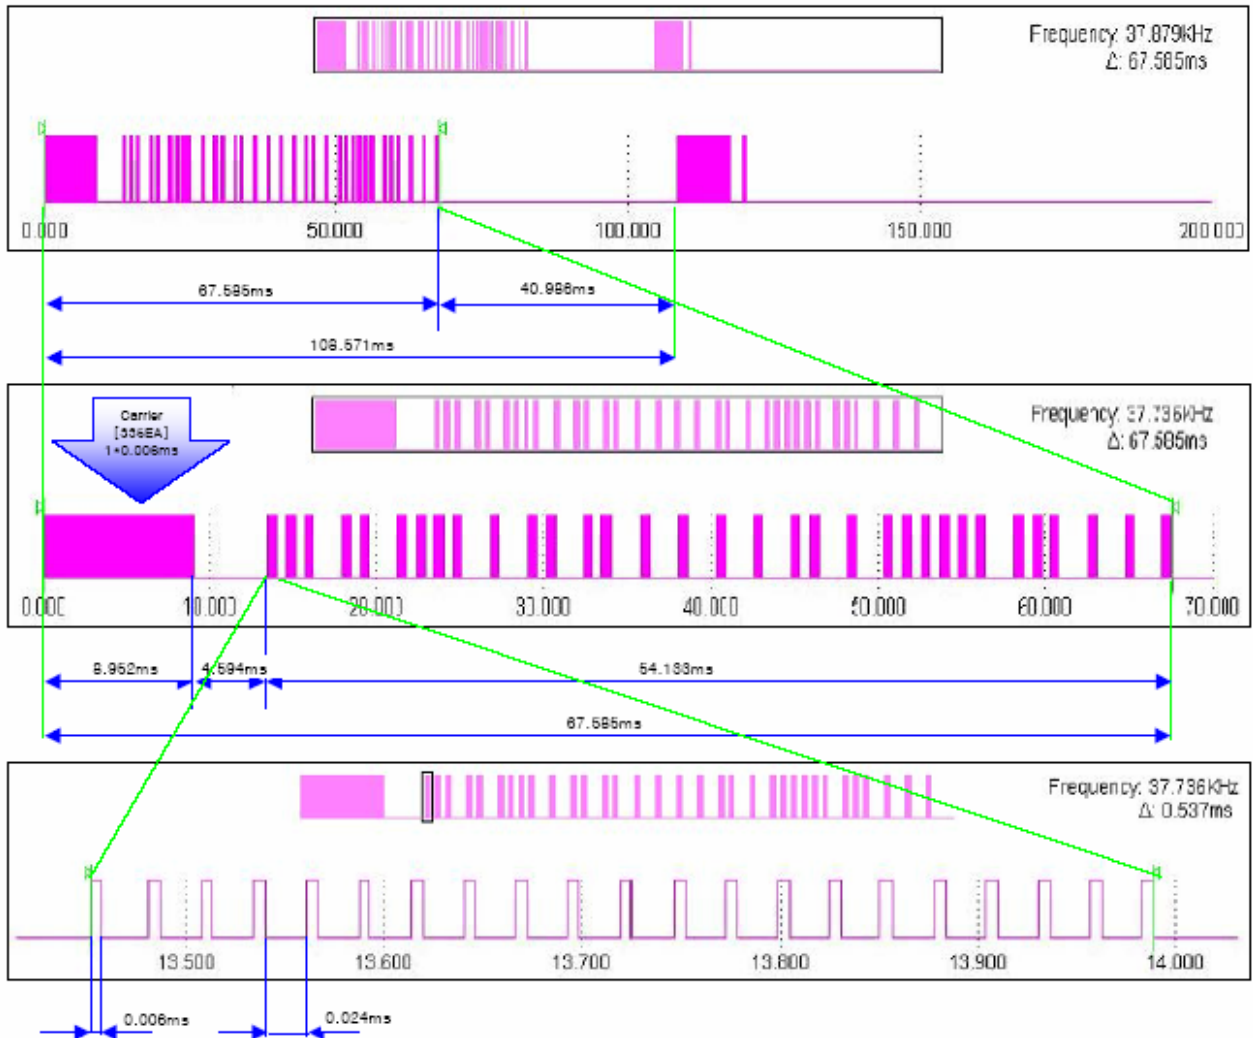 Frequency: 37.879KHz
Δ: 67.585ms
0.000 50.000 100.000 150.000 200.000
67.585ms
40.986ms
108.571ms
Carrier
[336EA]
1*0.006ms
Frequency: 37.736KHz
Δ: 67.585ms
0.000 10.000 20.000 30.000 40.000 50.000 60.000 70.000
8.952ms 4.594ms 54.133ms
67.585ms
Frequency: 37.736KHz
Δ: 0.537ms
13.500 13.600 13.700 13.800 13.900 14.000
0.006ms 0.024ms